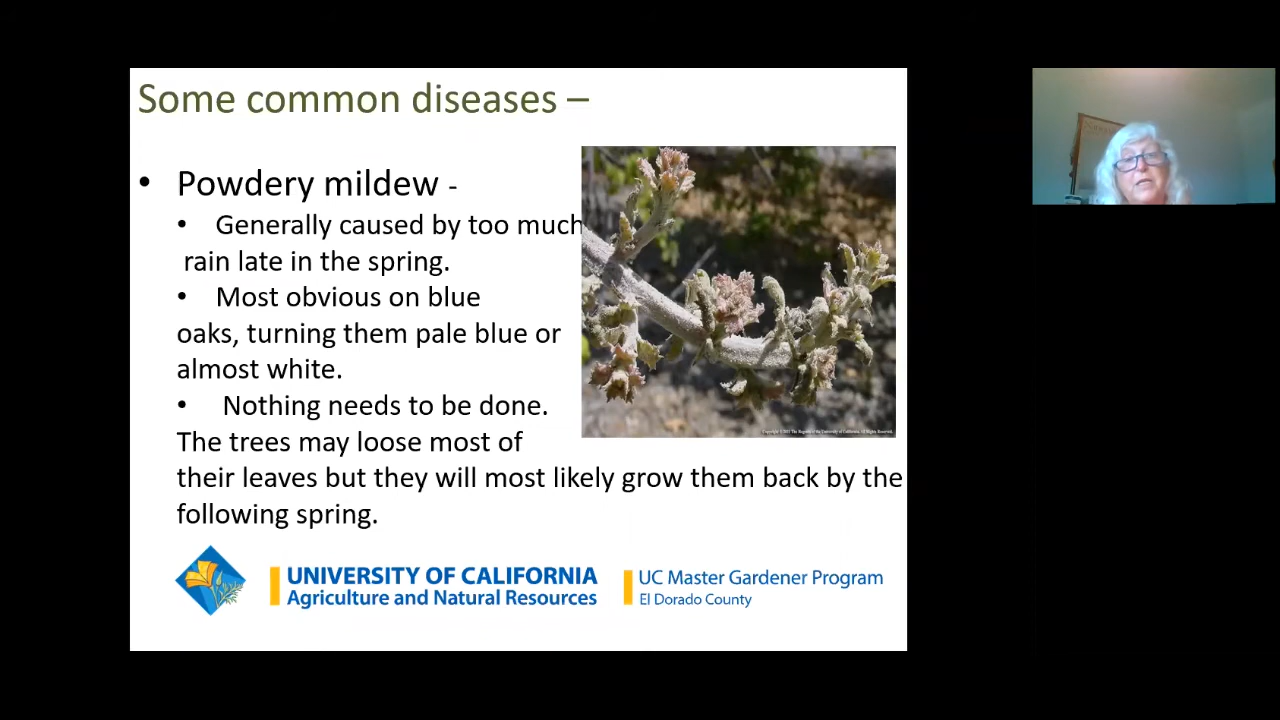 Some common diseases –
• Powdery mildew -
• Generally caused by too much
rain late in the spring.
• Most obvious on blue
oaks, turning them pale blue or
almost white.
• Nothing needs to be done.
The trees may loose most of
their leaves but they will most likely grow them back by the
following spring.
UNIVERSITY OF CALIFORNIA
Agriculture and Natural Resources
UC Master Gardener Program
El Dorado County